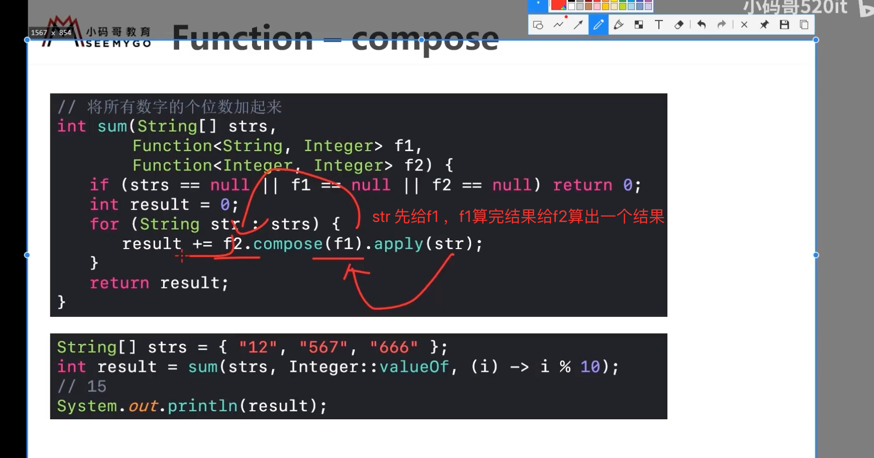 小码哥520it
1567 x 854
小码哥教育
SEEMYGO
Function – compose
// 将所有数字的个位数加起来
int sum(String[] strs,
Function<String, Integer> f1,
Function<Integer, Integer> f2) {
if (strs == null || f1 == null || f2 == null) return 0;
int result = 0;
for (String str : strs) {
str 先给f1 ，f1算完结果给f2算出一个结果
result += f2.compose(f1).apply(str);
}
return result;
}
String[] strs = { "12", "567", "666" };
int result = sum(strs, Integer::valueOf, (i) -> i % 10);
// 15
System.out.println(result);